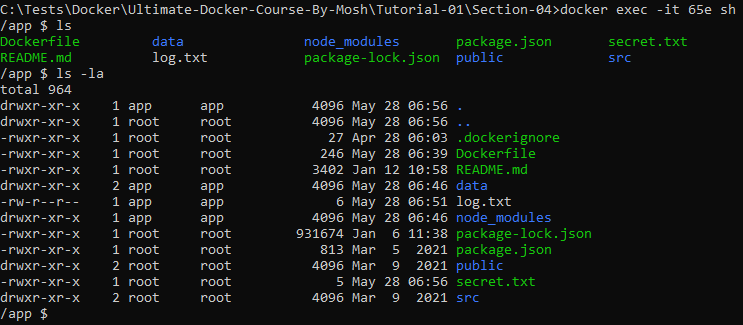 C:\Tests\Docker\Ultimate-Docker-Course-By-Mosh\Tutorial-01\Section-04>docker exec -it 65e sh
/app $ ls
Dockerfile data node_modules package.json secret.txt
README.md log.txt package-lock.json public src
/app $ ls -la
total 964
drwxr-xr-x 1 app app 4096 May 28 06:56 .
drwxr-xr-x 1 root root 4096 May 28 06:56 ..
-rwxr-xr-x 1 root root 27 Apr 28 06:03 .dockerignore
-rwxr-xr-x 1 root root 246 May 28 06:39 Dockerfile
-rwxr-xr-x 1 root root 3402 Jan 12 10:58 README.md
drwxr-xr-x 2 app app 4096 May 28 06:46 data
-rw-r--r-- 1 app app 6 May 28 06:51 log.txt
drwxr-xr-x 1 app app 4096 May 28 06:46 node_modules
-rwxr-xr-x 1 root root 931674 Jan 6 11:38 package-lock.json
-rwxr-xr-x 1 root root 813 Mar 5 2021 package.json
drwxr-xr-x 2 root root 4096 Mar 9 2021 public
-rwxr-xr-x 1 root root 5 May 28 06:56 secret.txt
drwxr-xr-x 2 root root 4096 Mar 9 2021 src
/app $